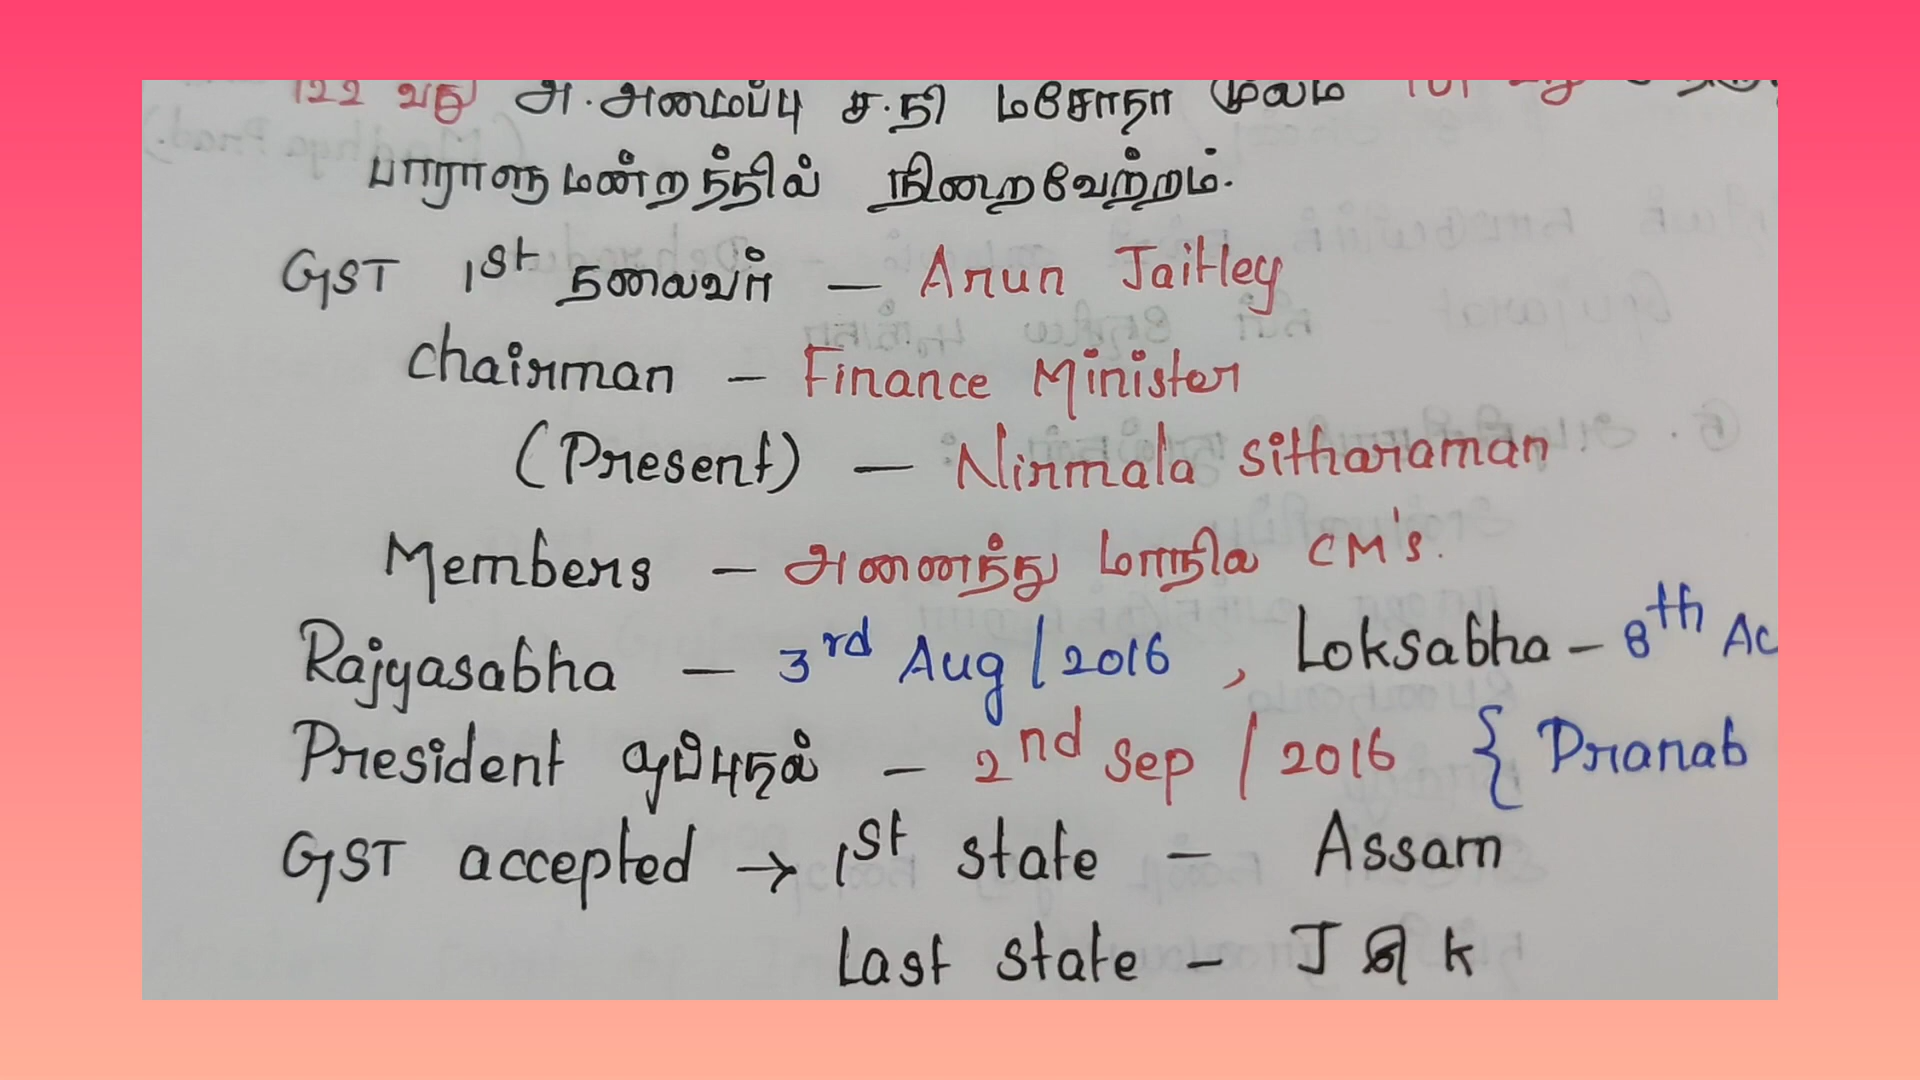 122 வது அ.அமைப்பு ச.நி மசோதா மூலம் 101
பாராளுமன்றத்தில் நிறைவேற்றம்.
GST 1st தலைவர் – Arun Jaitley
Chairman – Finance Minister
(Present) – Nirmala Sitharaman
Members – அனைத்து மாநில CM's.
Rajyasabha – 3rd Aug/2016 , Loksabha – 8th
President ஒப்புதல் – 2nd Sep/2016 { Pranab
GST accepted → 1st state – Assam
Last state – J & K